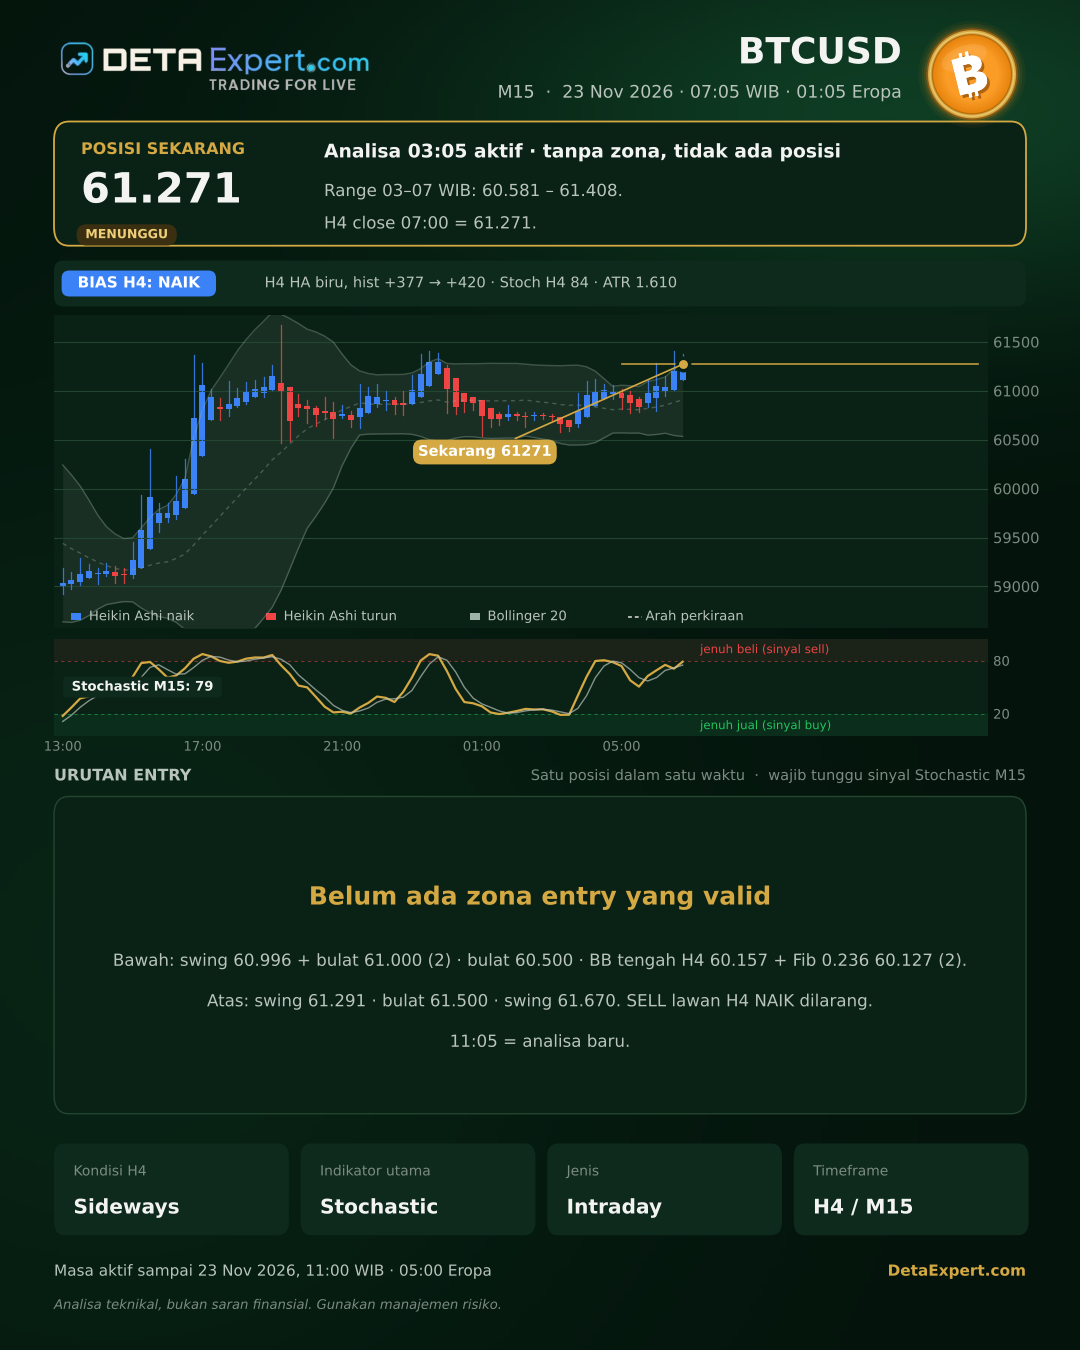 DETA Expert.com
TRADING FOR LIVE
BTCUSD
M15 · 23 Nov 2026 · 07:05 WIB · 01:05 Eropa
POSISI SEKARANG
61.271
MENUNGGU
Analisa 03:05 aktif · tanpa zona, tidak ada posisi
Range 03–07 WIB: 60.581 – 61.408.
H4 close 07:00 = 61.271.
BIAS H4: NAIK
H4 HA biru, hist +377 → +420 · Stoch H4 84 · ATR 1.610
61500
61000
60500
60000
59500
59000
Sekarang 61271
Heikin Ashi naik
Heikin Ashi turun
Bollinger 20
Arah perkiraan
jenuh beli (sinyal sell)
80
Stochastic M15: 79
20
jenuh jual (sinyal buy)
13:00 17:00 21:00 01:00 05:00
URUTAN ENTRY
Satu posisi dalam satu waktu · wajib tunggu sinyal Stochastic M15
Belum ada zona entry yang valid
Bawah: swing 60.996 + bulat 61.000 (2) · bulat 60.500 · BB tengah H4 60.157 + Fib 0.236 60.127 (2).
Atas: swing 61.291 · bulat 61.500 · swing 61.670. SELL lawan H4 NAIK dilarang.
11:05 = analisa baru.
Kondisi H4
Sideways
Indikator utama
Stochastic
Jenis
Intraday
Timeframe
H4 / M15
Masa aktif sampai 23 Nov 2026, 11:00 WIB · 05:00 Eropa
DetaExpert.com
Analisa teknikal, bukan saran finansial. Gunakan manajemen risiko.